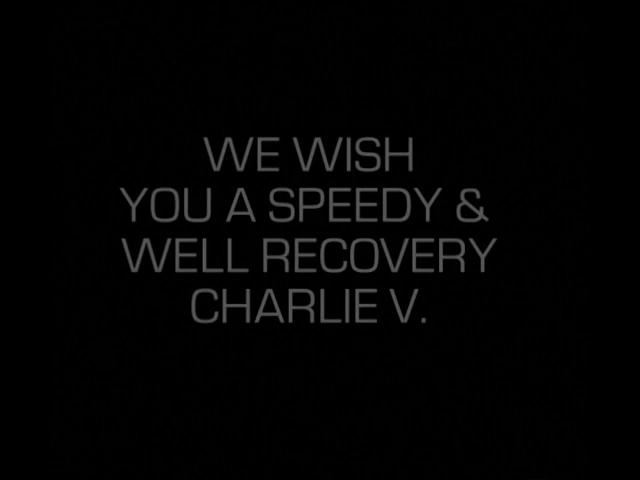 WE WISH
YOU A SPEEDY &
WELL RECOVERY
CHARLIE V.